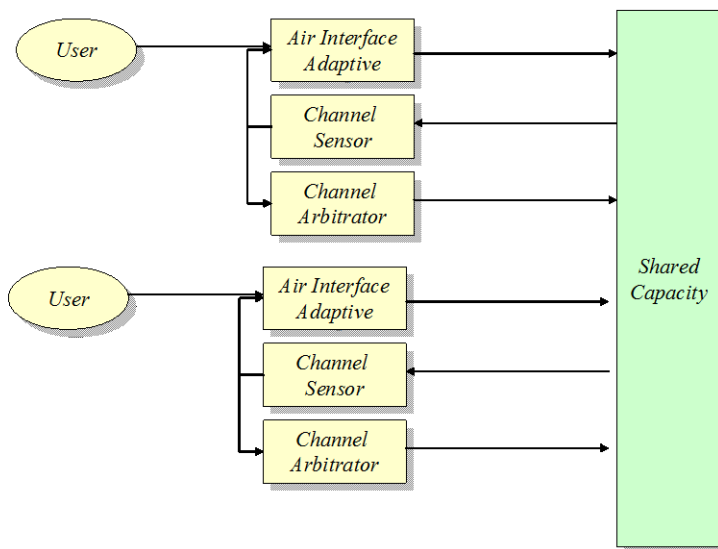 User
Air Interface
Adaptive
Channel
Sensor
Channel
Arbitrator
User
Air Interface
Adaptive
Channel
Sensor
Channel
Arbitrator
Shared
Capacity